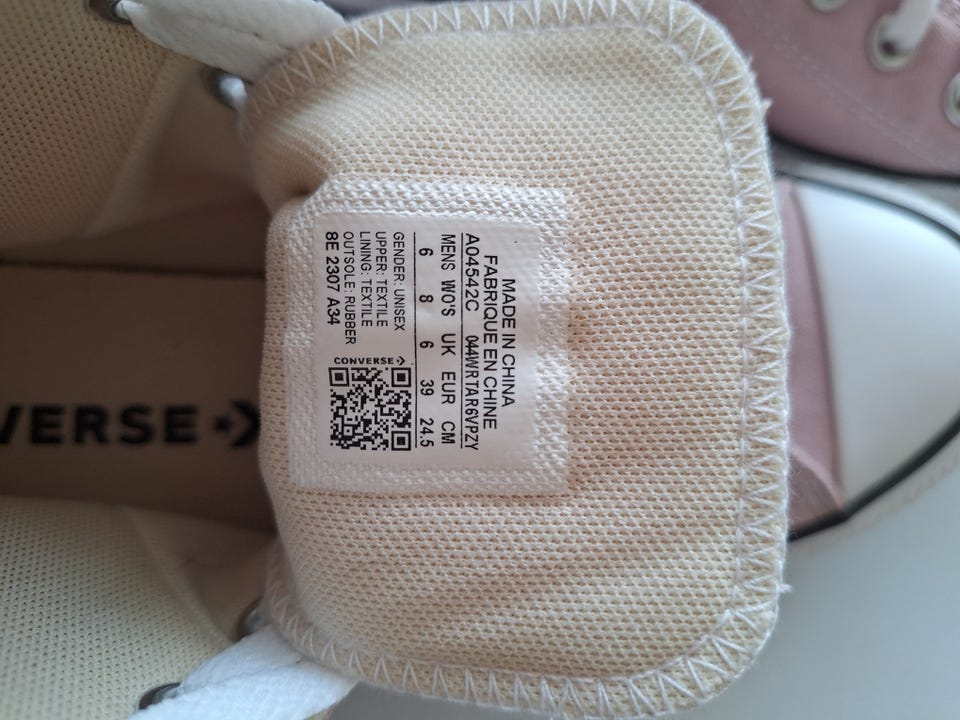 MADE IN CHINA
FABRIQUE EN CHINE
A04542C 044WRTAR6VPZY
MENS WO'S UK EUR CM
6 8 6 39 24.5
GENDER: UNISEX
UPPER: TEXTILE
LINING: TEXTILE
OUTSOLE: RUBBER
8E 2307 A34
CONVERSE
VERSE